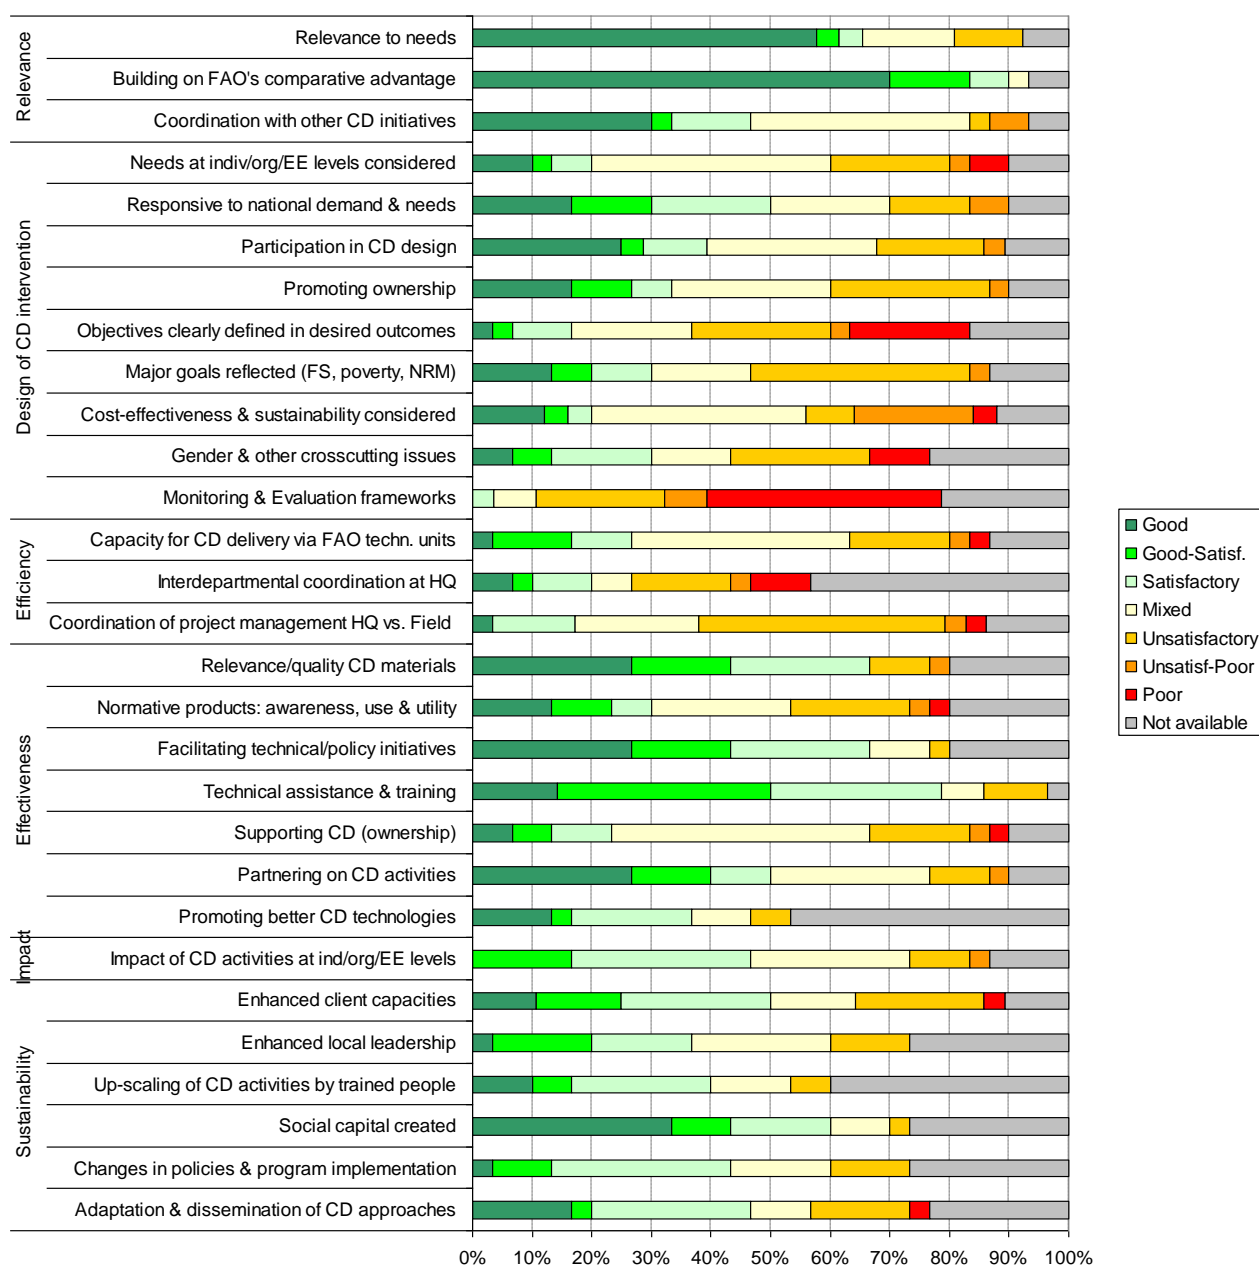 Relevance
Relevance to needs
Building on FAO's comparative advantage
Coordination with other CD initiatives
Design of CD intervention
Needs at indiv/org/EE levels considered
Responsive to national demand & needs
Participation in CD design
Promoting ownership
Objectives clearly defined in desired outcomes
Major goals reflected (FS, poverty, NRM)
Cost-effectiveness & sustainability considered
Gender & other crosscutting issues
Monitoring & Evaluation frameworks
Efficiency
Capacity for CD delivery via FAO techn. units
Interdepartmental coordination at HQ
Coordination of project management HQ vs. Field
Effectiveness
Relevance/quality CD materials
Normative products: awareness, use & utility
Facilitating technical/policy initiatives
Technical assistance & training
Supporting CD (ownership)
Partnering on CD activities
Promoting better CD technologies
Impact
Impact of CD activities at ind/org/EE levels
Sustainability
Enhanced client capacities
Enhanced local leadership
Up-scaling of CD activities by trained people
Social capital created
Changes in policies & program implementation
Adaptation & dissemination of CD approaches
0% 10% 20% 30% 40% 50% 60% 70% 80% 90% 100%
Good
Good-Satisf.
Satisfactory
Mixed
Unsatisfactory
Unsatisf-Poor
Poor
Not available